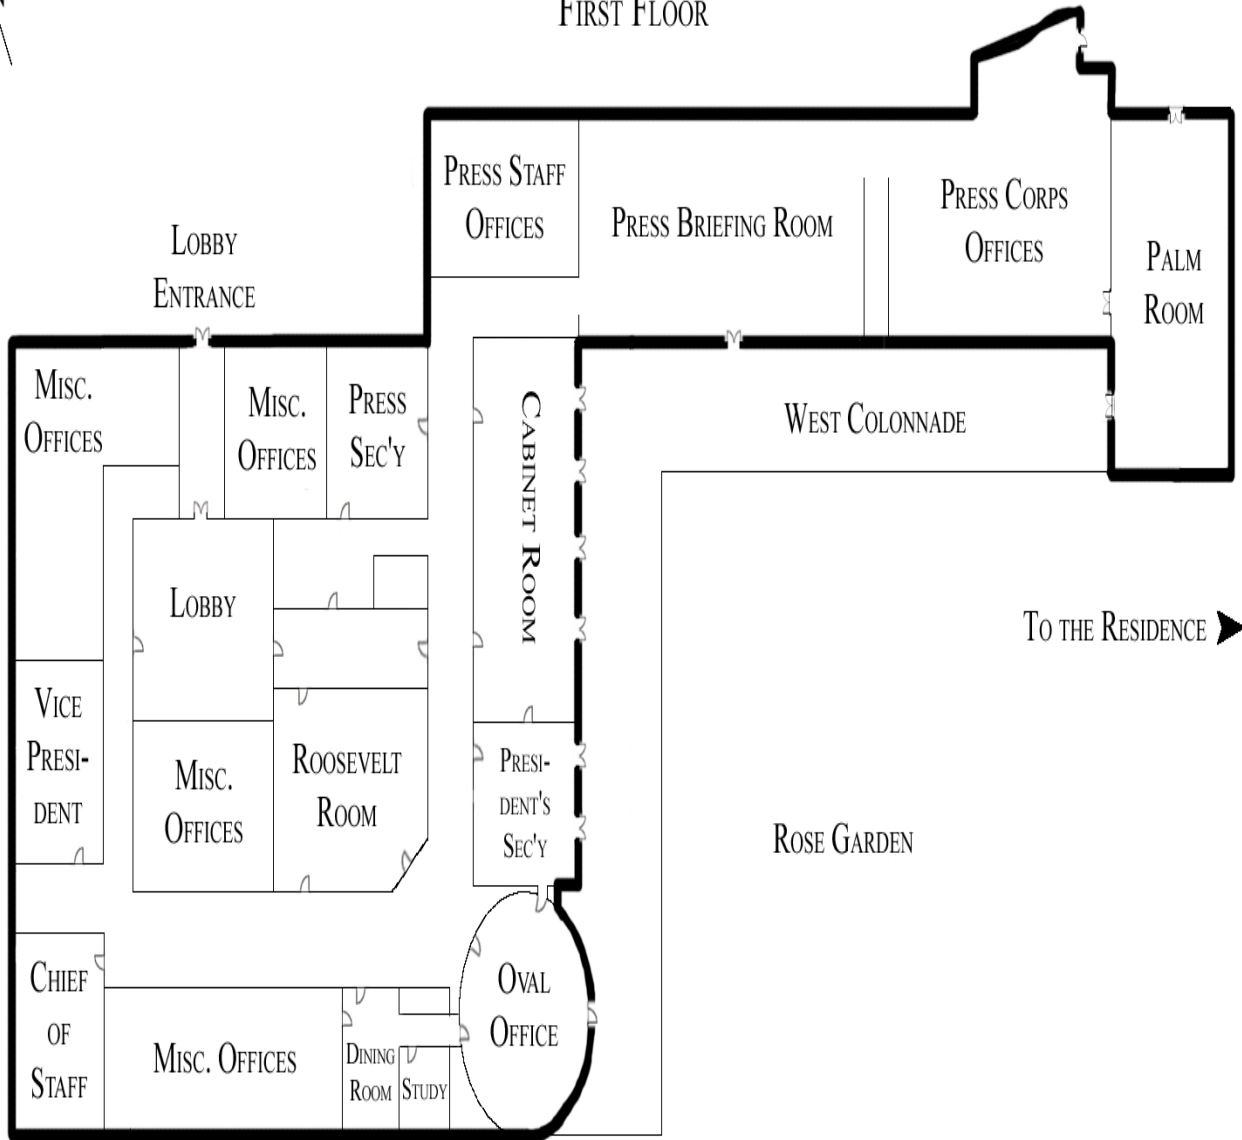 FIRST FLOOR
PRESS STAFF
OFFICES
PRESS BRIEFING ROOM
PRESS CORPS
OFFICES
PALM
ROOM
LOBBY
ENTRANCE
MISC.
OFFICES
MISC.
OFFICES
PRESS
SEC'Y
CABINET ROOM
WEST COLONNADE
LOBBY
TO THE RESIDENCE
VICE
PRESI-
DENT
MISC.
OFFICES
ROOSEVELT
ROOM
PRESI-
DENT'S
SEC'Y
ROSE GARDEN
CHIEF
OF
STAFF
MISC. OFFICES
DINING
ROOM
STUDY
OVAL
OFFICE